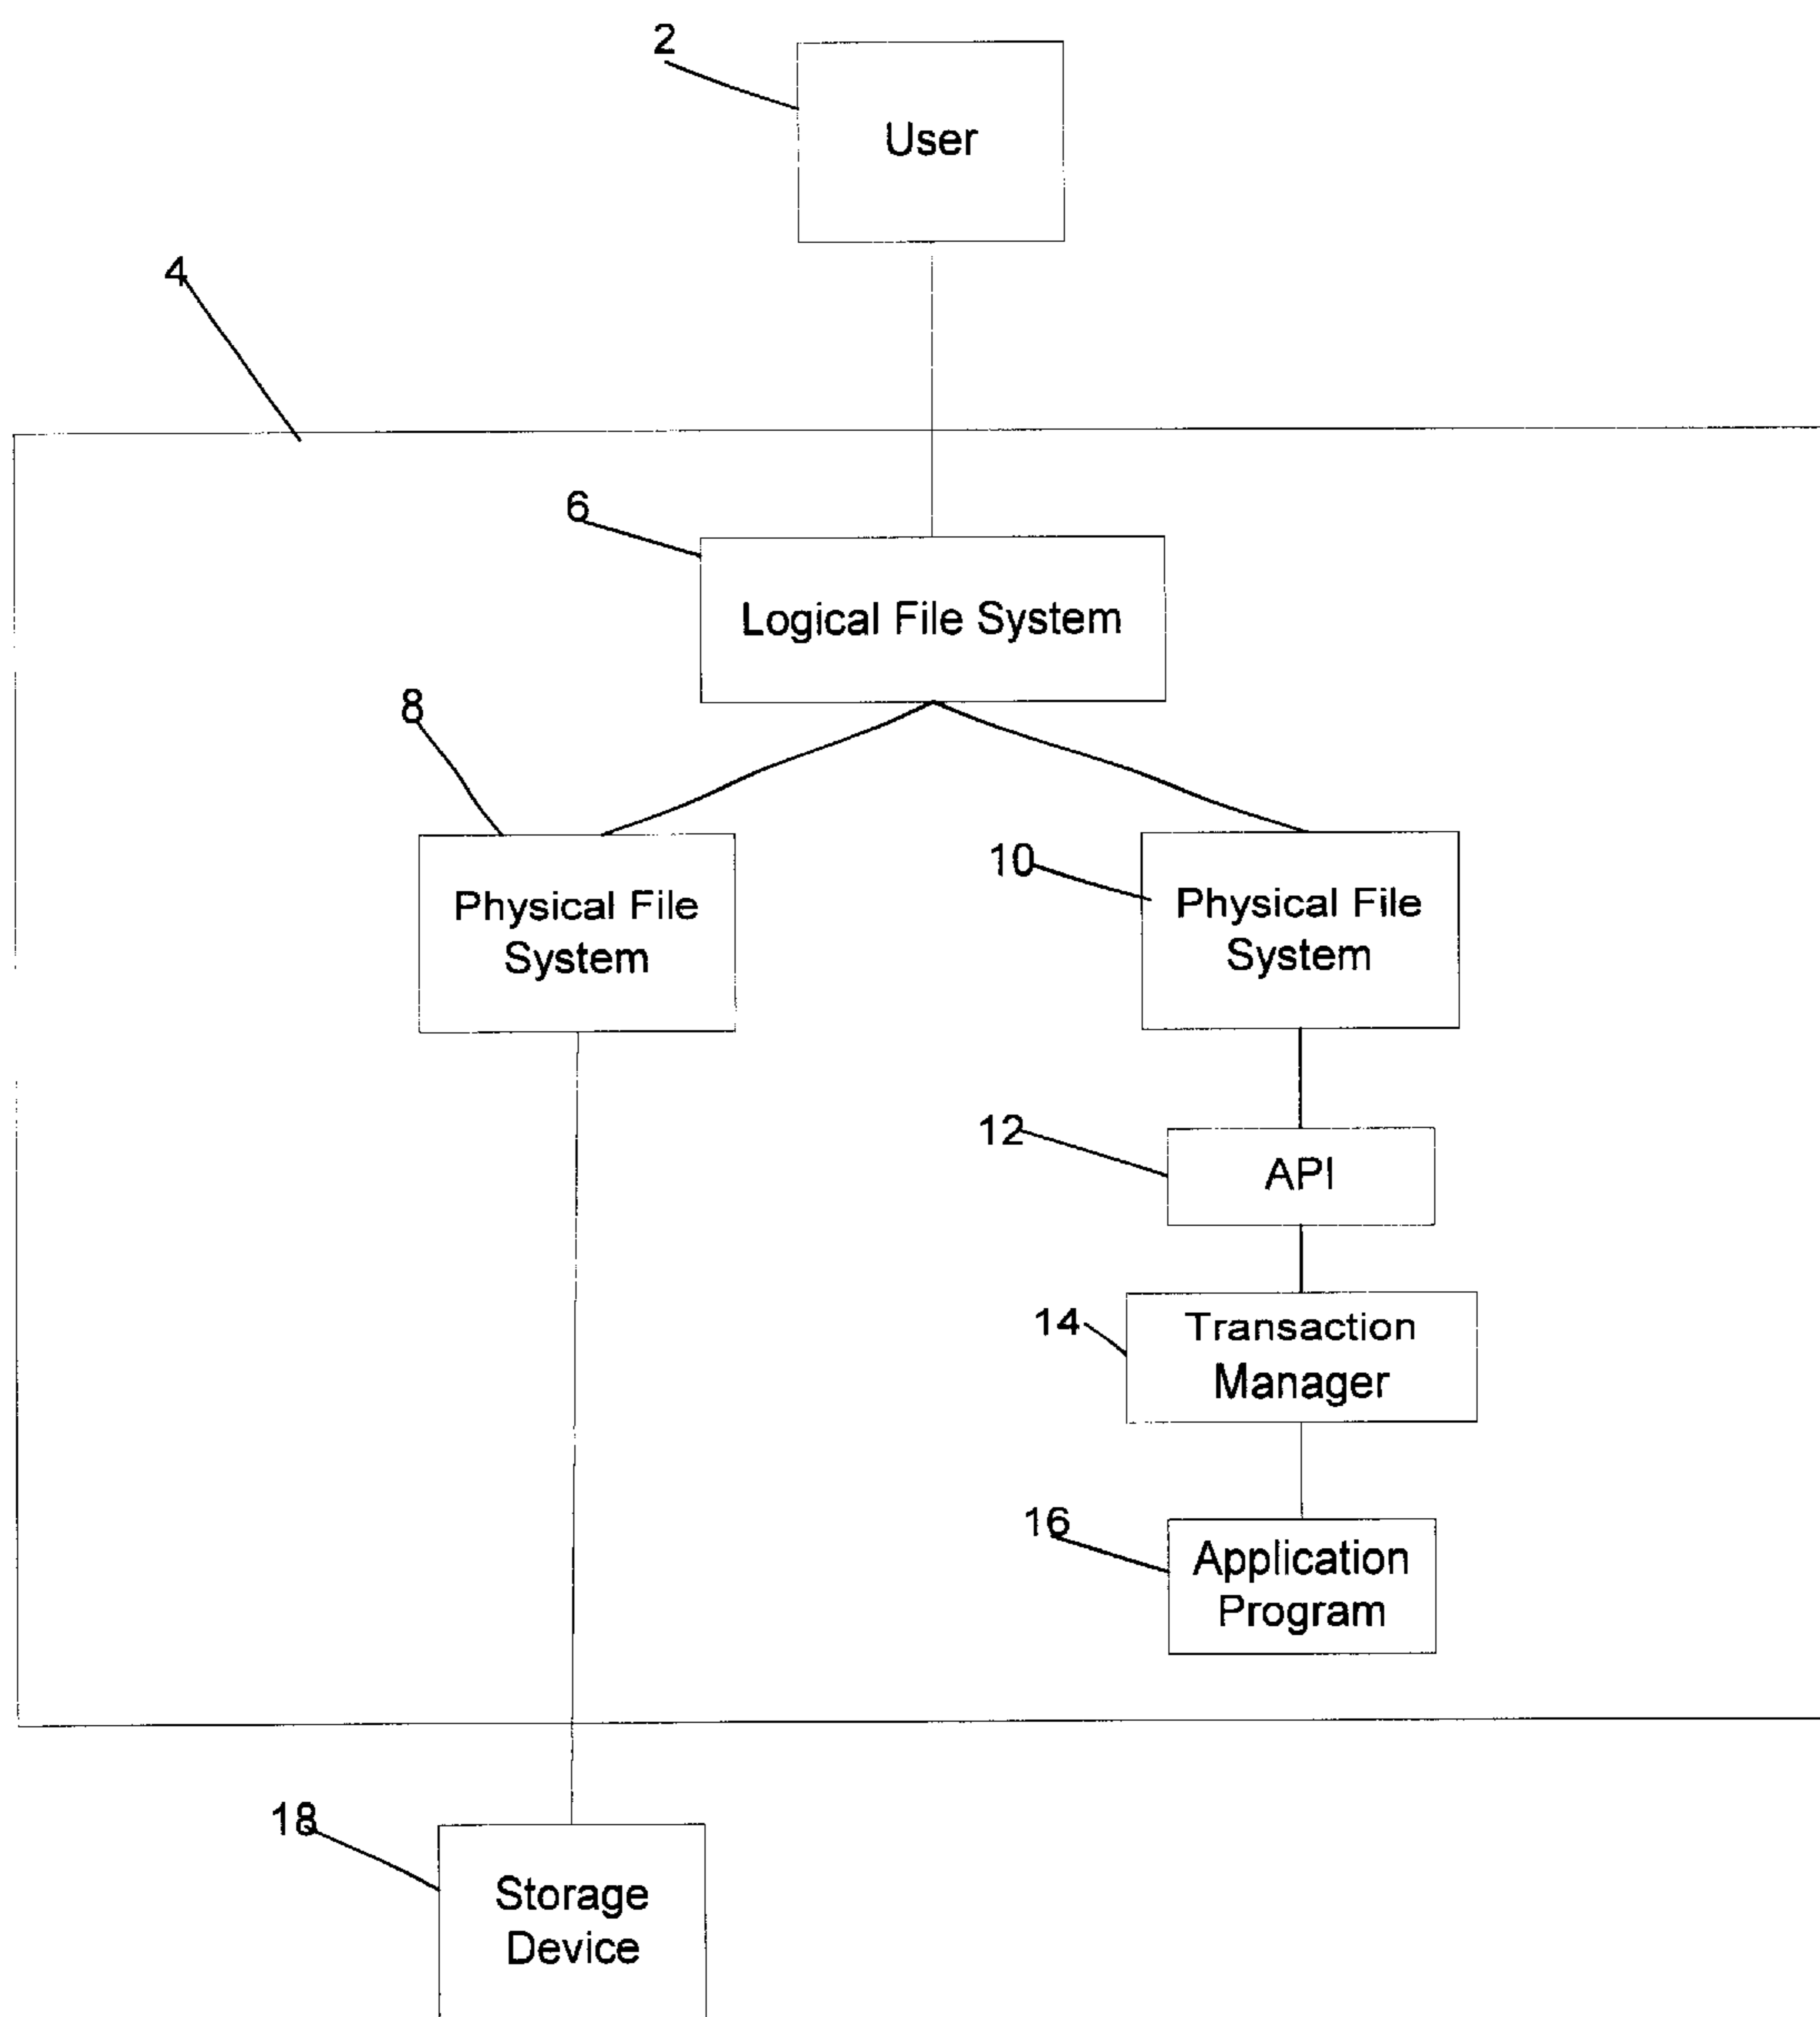 2
User
4
6
Logical File System
8
Physical File
System
10
Physical File
System
12
API
14
Transaction
Manager
16
Application
Program
18
Storage
Device